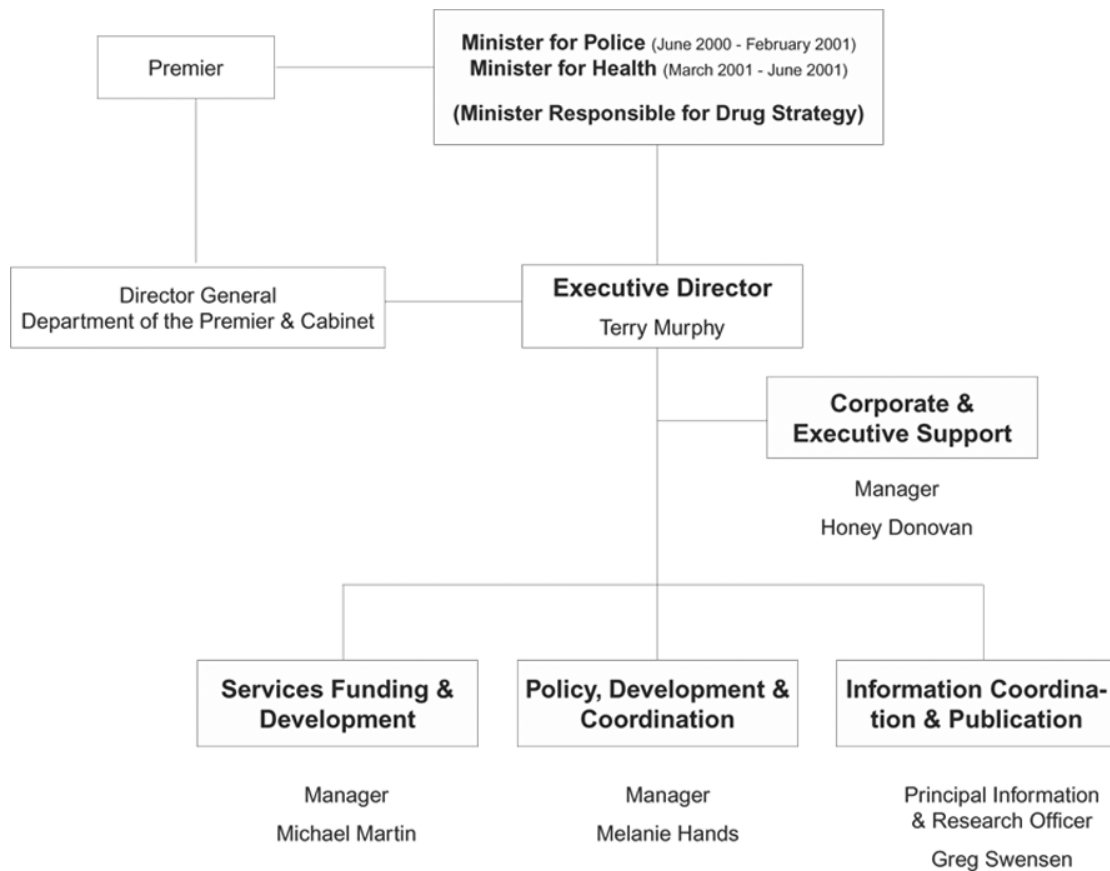 Premier
Minister for Police (June 2000 - February 2001)
Minister for Health (March 2001 - June 2001)
(Minister Responsible for Drug Strategy)
Director General
Department of the Premier & Cabinet
Executive Director
Terry Murphy
Corporate &
Executive Support
Manager
Honey Donovan
Services Funding &
Development
Manager
Michael Martin
Policy, Development &
Coordination
Manager
Melanie Hands
Information Coordina-
tion & Publication
Principal Information
& Research Officer
Greg Swensen